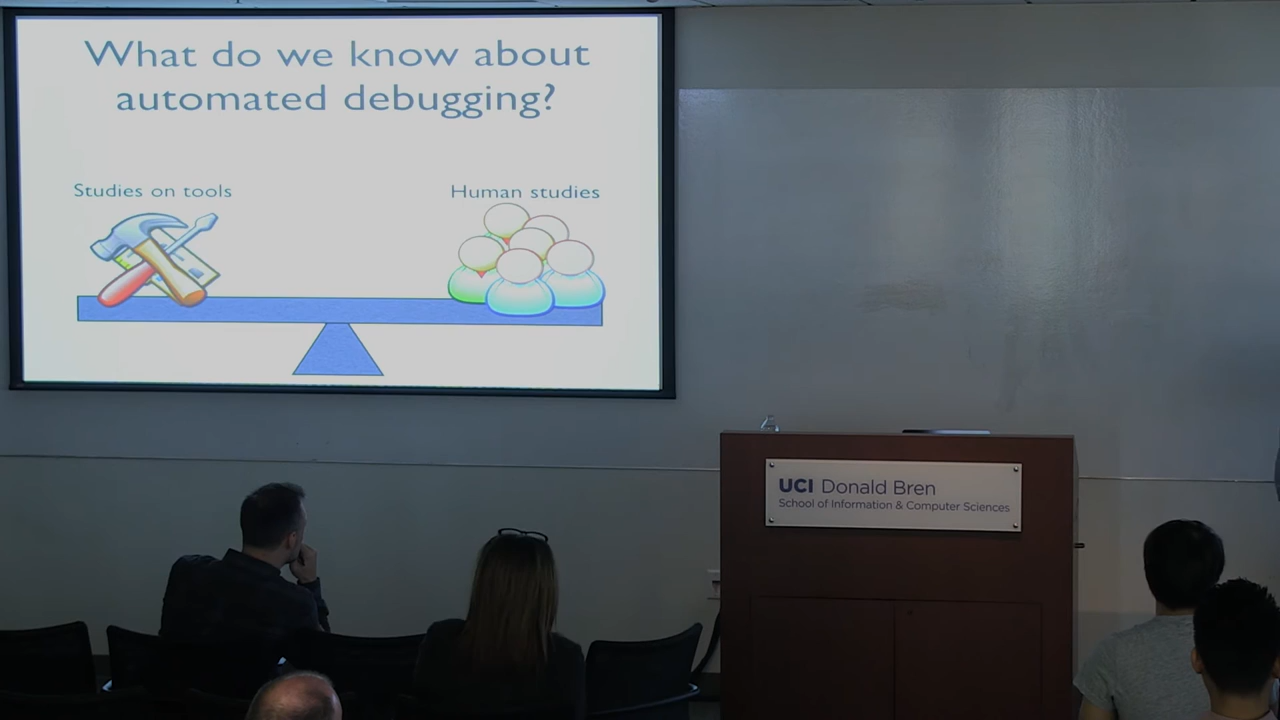 What do we know about
automated debugging?
Studies on tools
Human studies
UCI Donald Bren
School of Information & Computer Sciences